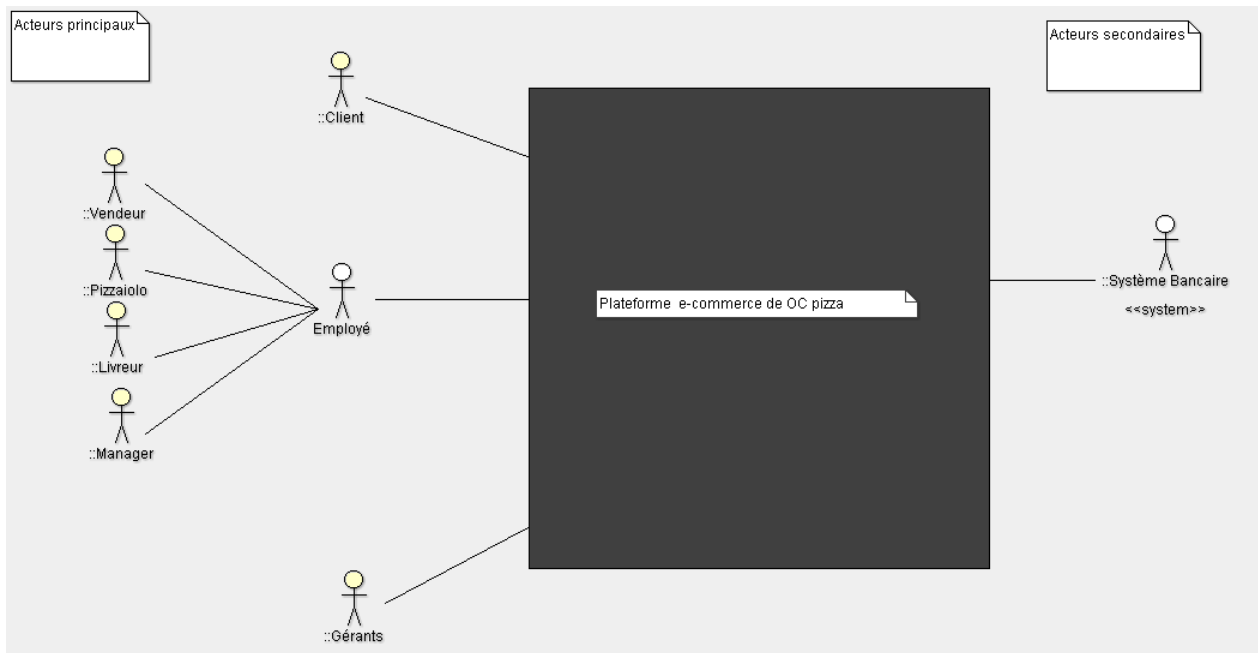 Acteurs principaux
Acteurs secondaires
::Client
::Vendeur
::Pizzaiolo
::Livreur
::Manager
Employé
Plateforme e-commerce de OC pizza
::Système Bancaire
<<system>>
::Gérants